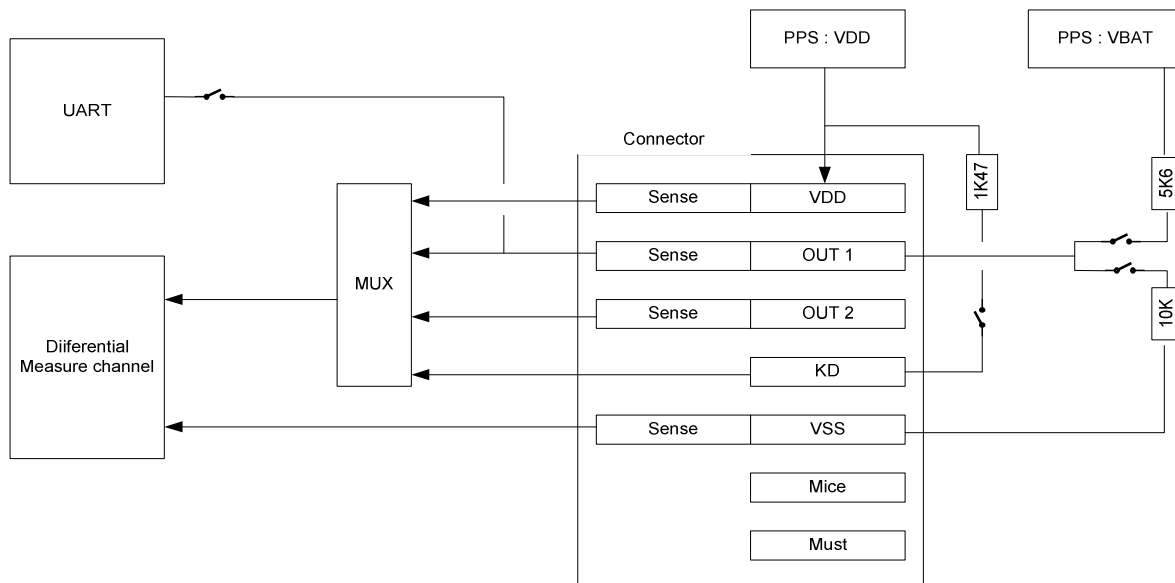 PPS : VDD
PPS : VBAT
UART
Connector
1K47
5K6
Sense
VDD
Sense
OUT 1
MUX
Sense
OUT 2
10K
Diiferential
Measure channel
KD
Sense
VSS
Mice
Must